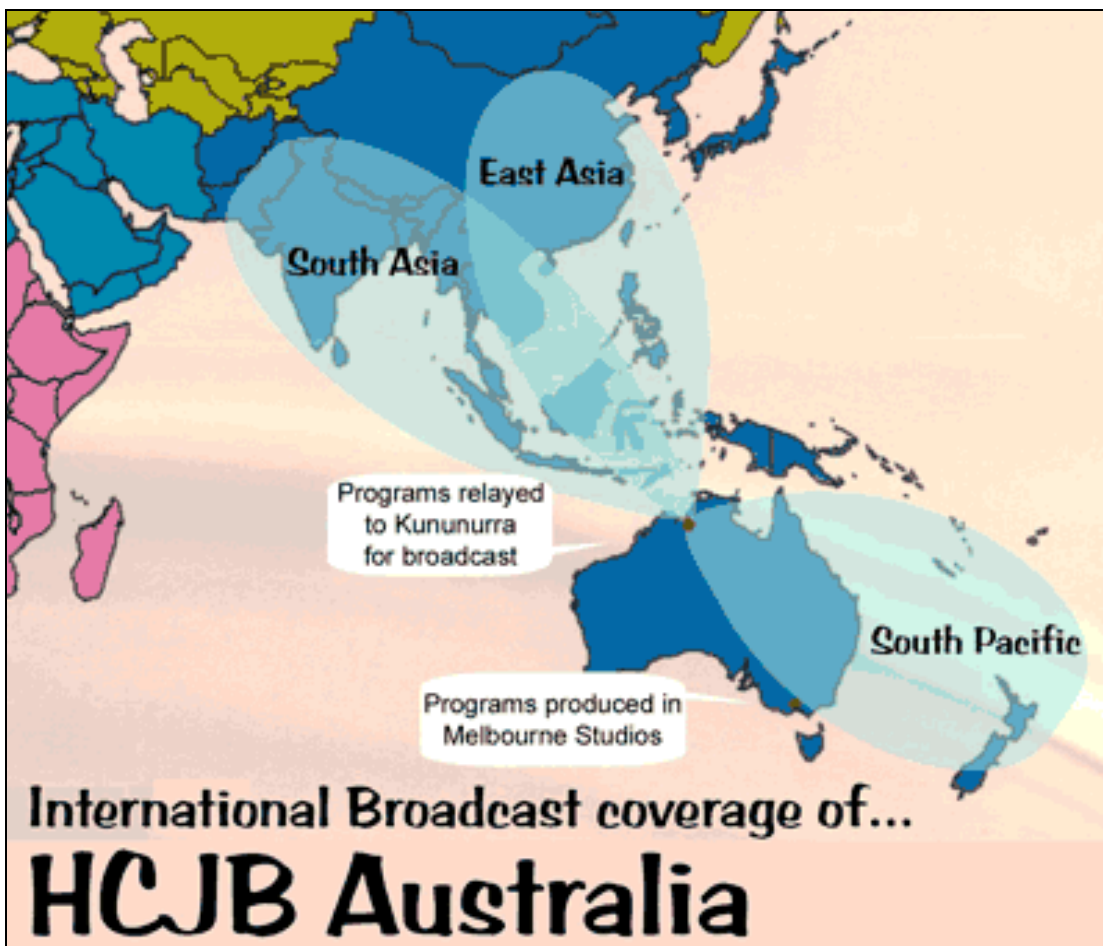 East Asia
South Asia
Programs relayed
to Kununurra
for broadcast
South Pacific
Programs produced in
Melbourne Studios
International Broadcast coverage of...
HCJB Australia